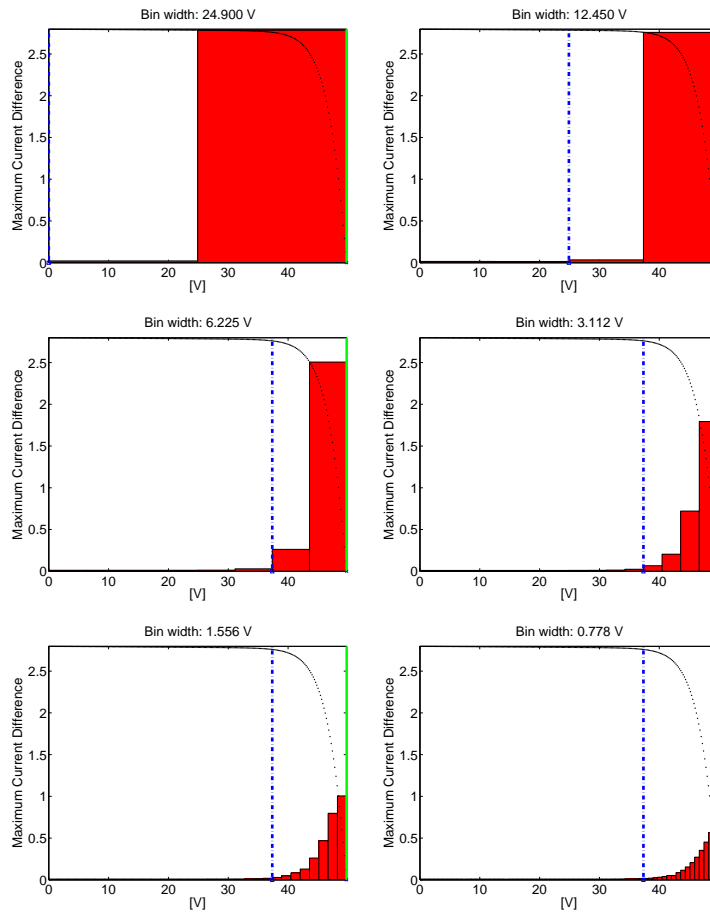 Bin width: 24.900 V
2.5
2
1.5
1
0.5
0
Maximum Current Difference
0 10 20 30 40
[V]
Bin width: 12.450 V
2.5
2
1.5
1
0.5
0
Maximum Current Difference
0 10 20 30 40
[V]
Bin width: 6.225 V
2.5
2
1.5
1
0.5
0
Maximum Current Difference
0 10 20 30 40
[V]
Bin width: 3.112 V
2.5
2
1.5
1
0.5
0
Maximum Current Difference
0 10 20 30 40
[V]
Bin width: 1.556 V
2.5
2
1.5
1
0.5
0
Maximum Current Difference
0 10 20 30 40
[V]
Bin width: 0.778 V
2.5
2
1.5
1
0.5
0
Maximum Current Difference
0 10 20 30 40
[V]